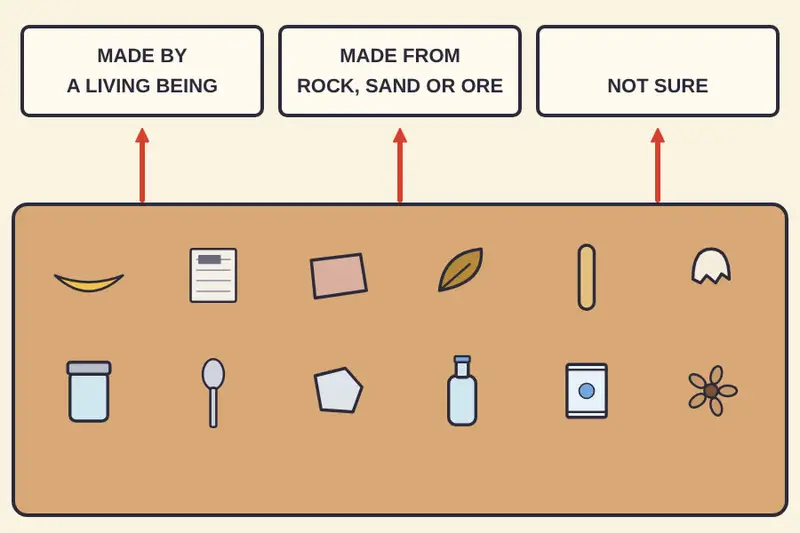 MADE BY
A LIVING BEING
MADE FROM
ROCK, SAND OR ORE
NOT SURE